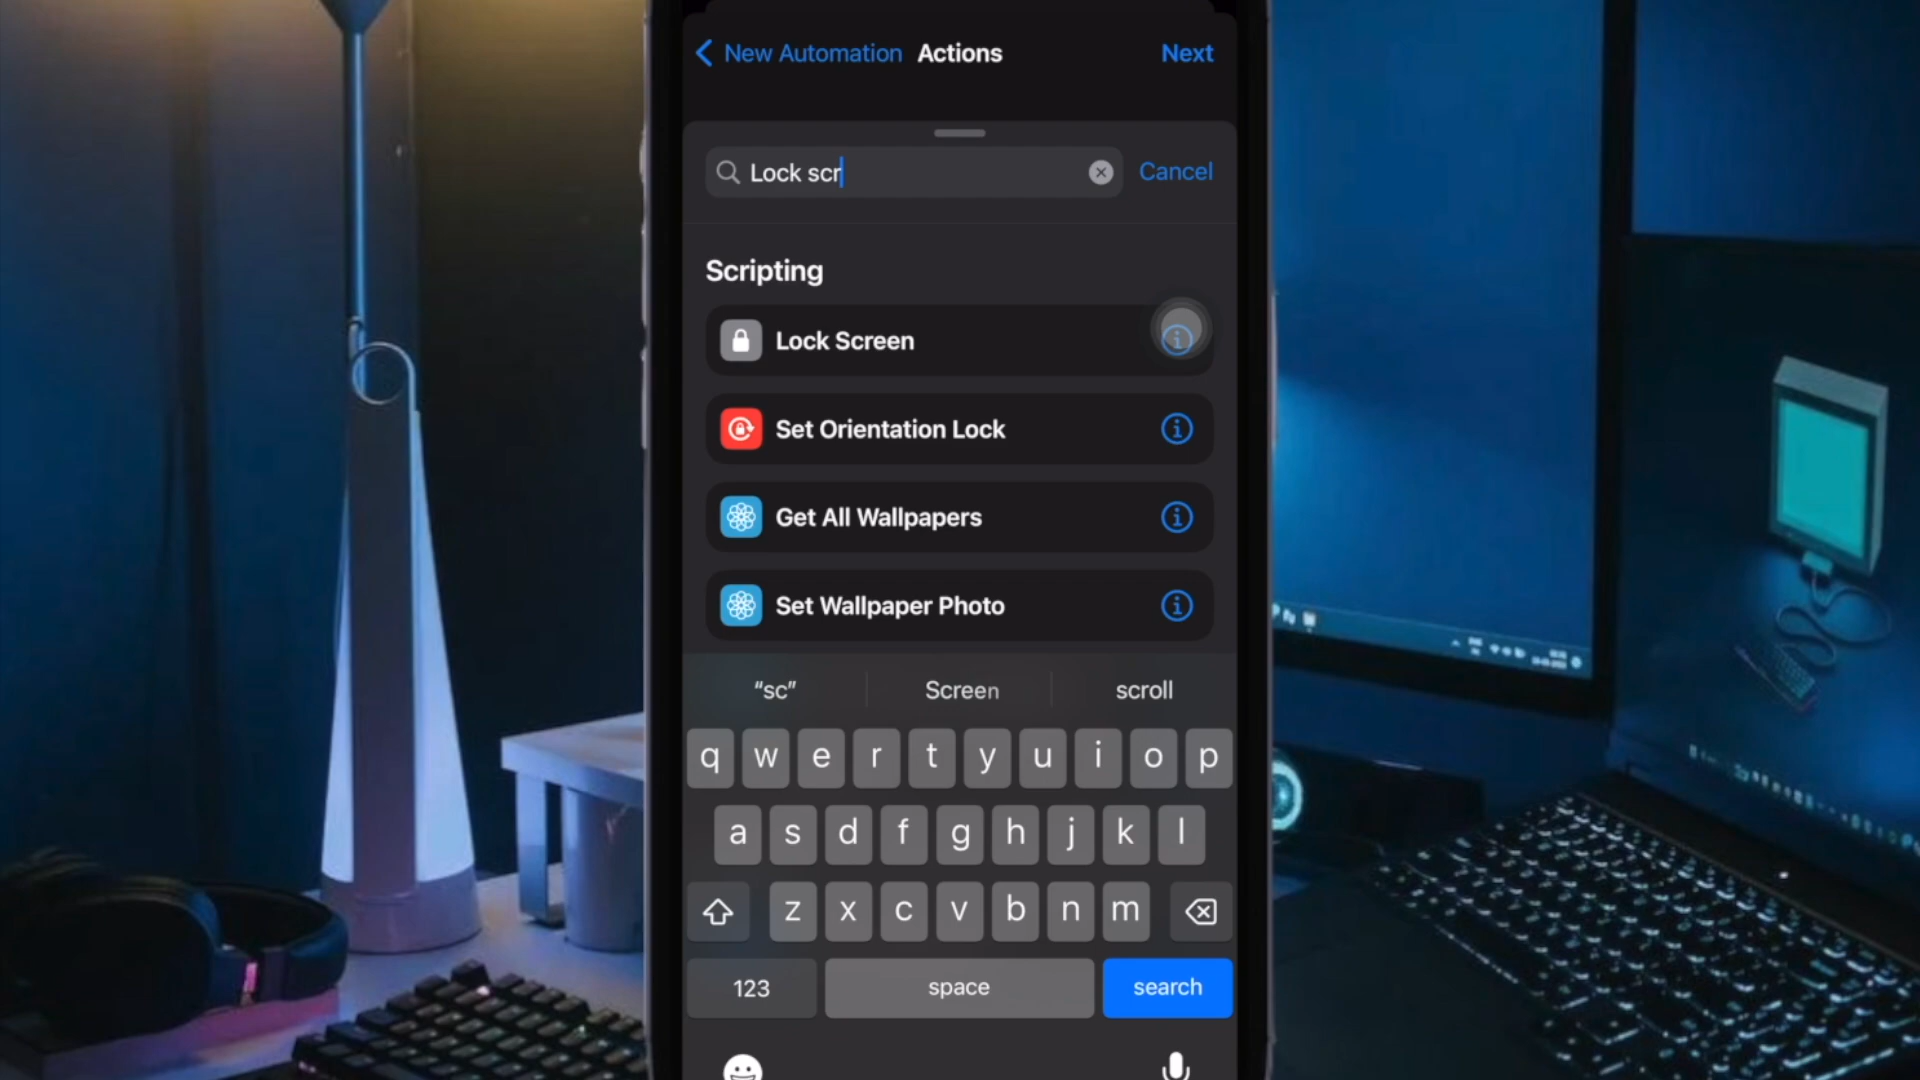 New Automation Actions Next
Lock scr Cancel
Scripting
Lock Screen
Set Orientation Lock
Get All Wallpapers
Set Wallpaper Photo
“sc” Screen scroll
q w e r t y u i o p
a s d f g h j k l
z x c v b n m
123 space search